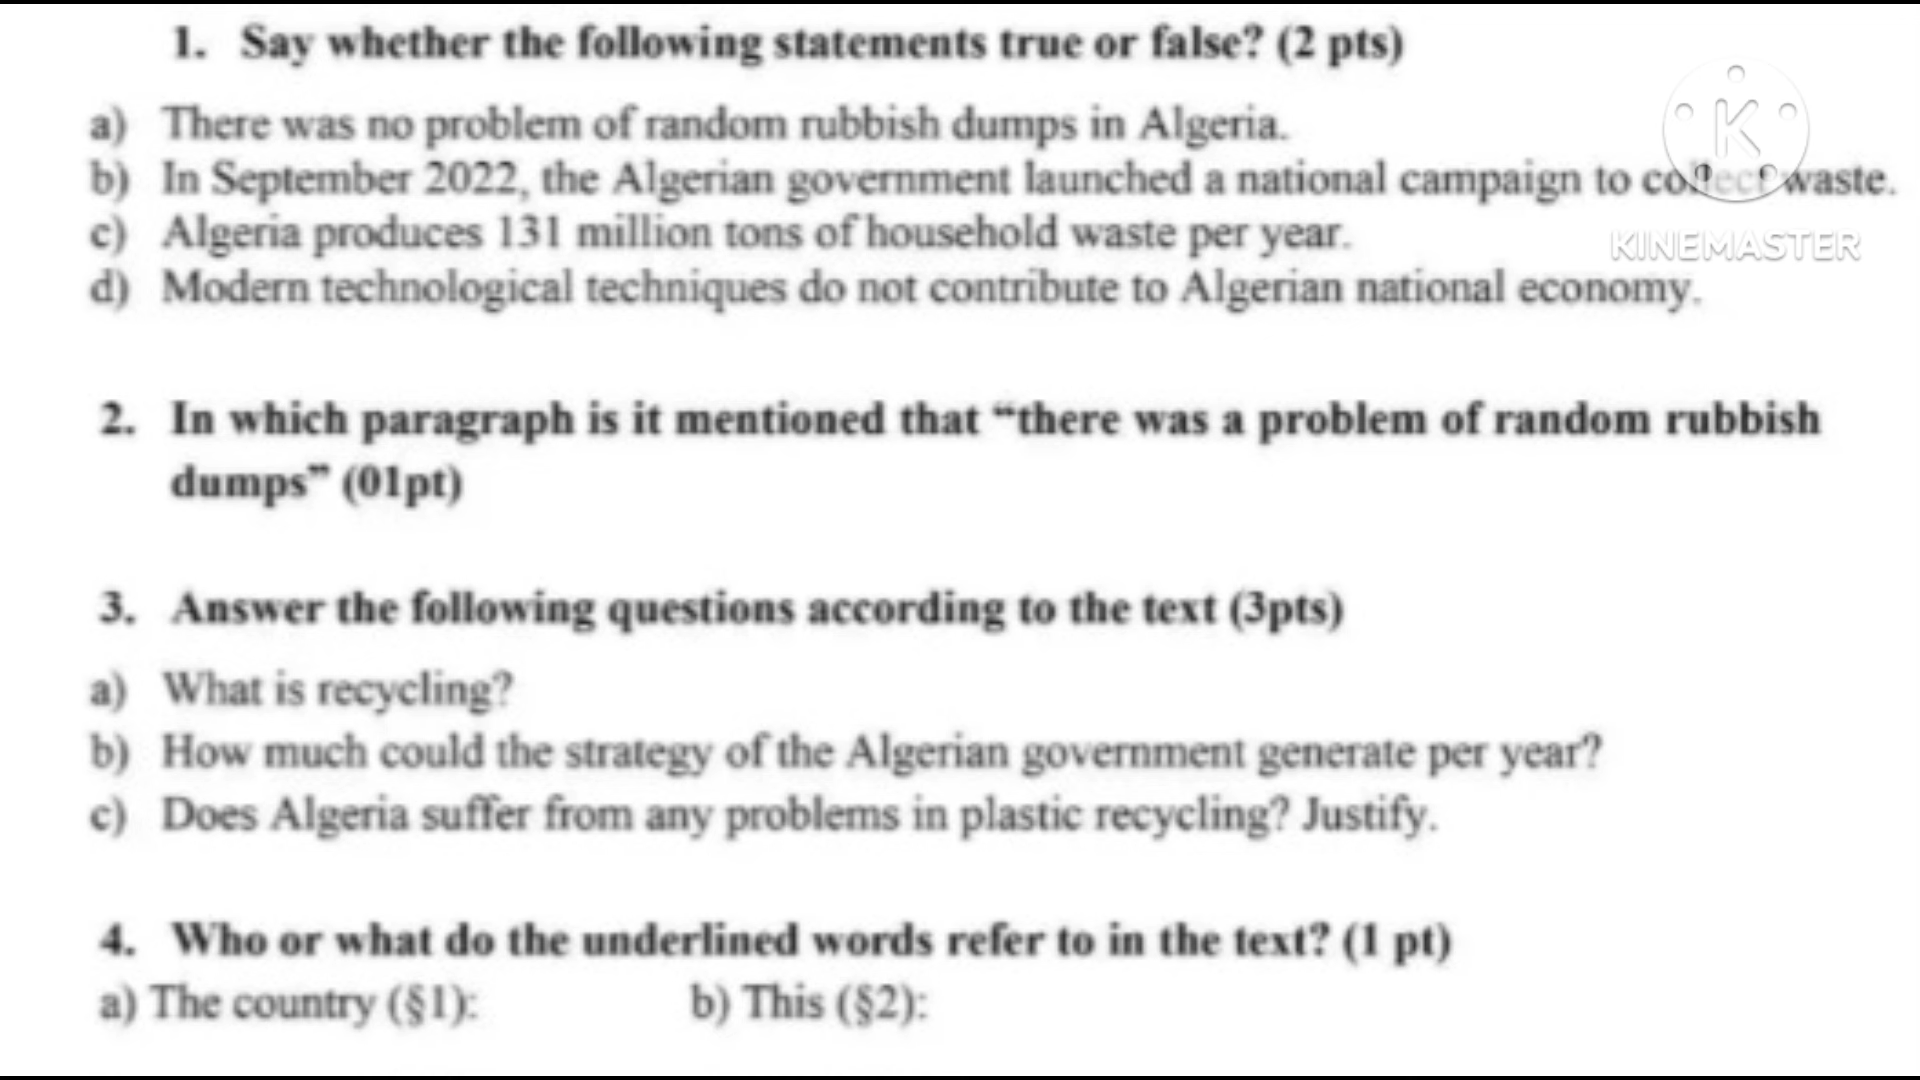 1. Say whether the following statements true or false? (2 pts)
a) There was no problem of random rubbish dumps in Algeria.
b) In September 2022, the Algerian government launched a national campaign to collect waste.
c) Algeria produces 131 million tons of household waste per year.
d) Modern technological techniques do not contribute to Algerian national economy.
K
KINEMASTER
2. In which paragraph is it mentioned that “there was a problem of random rubbish
dumps” (01pt)
3. Answer the following questions according to the text (3pts)
a) What is recycling?
b) How much could the strategy of the Algerian government generate per year?
c) Does Algeria suffer from any problems in plastic recycling? Justify.
4. Who or what do the underlined words refer to in the text? (1 pt)
a) The country (§1): b) This (§2):